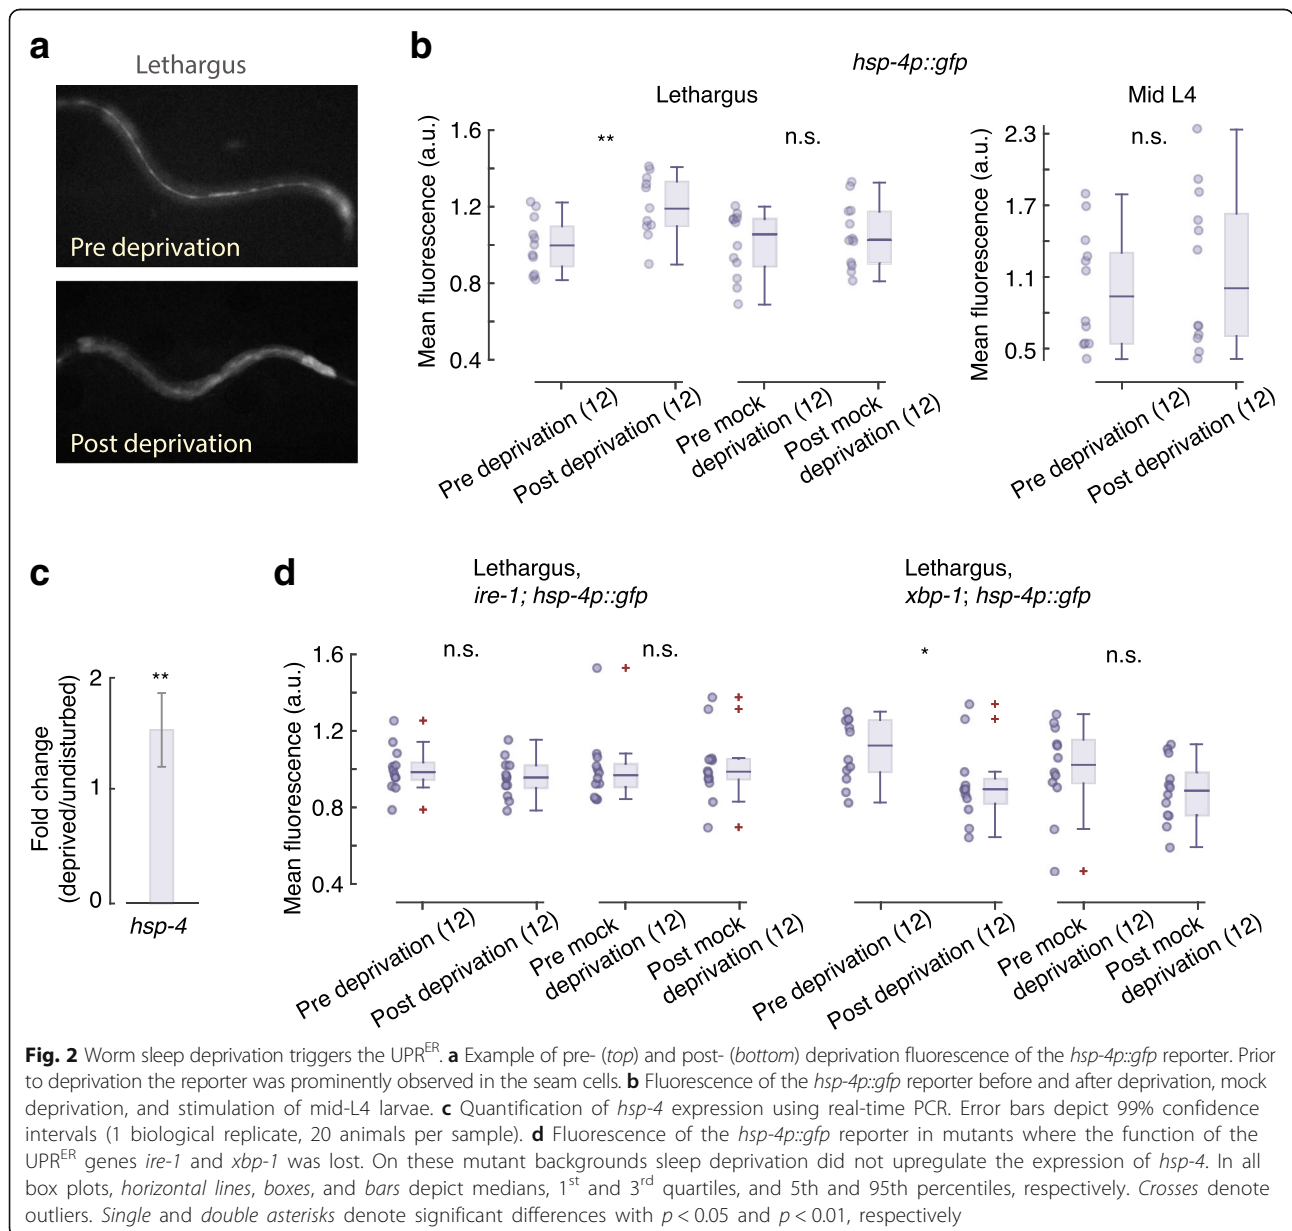 a
Lethargus
Pre deprivation
Post deprivation
b
hsp-4p::gfp
Lethargus
Mid L4
Mean fluorescence (a.u.)
1.6
1.2
0.8
0.4
**
n.s.
Pre deprivation (12)
Post deprivation (12)
Pre mock
deprivation (12)
Post mock
deprivation (12)
Mean fluorescence (a.u.)
2.3
1.7
1.1
0.5
n.s.
Pre deprivation (12)
Post deprivation (12)
c
Fold change
(deprived/undisturbed)
2
1
0
**
hsp-4
d
Lethargus,
ire-1; hsp-4p::gfp
Lethargus,
xbp-1; hsp-4p::gfp
Mean fluorescence (a.u.)
1.6
1.2
0.8
0.4
n.s.
n.s.
*
n.s.
Pre deprivation (12)
Post deprivation (12)
Pre mock
deprivation (12)
Post mock
deprivation (12)
Pre deprivation (12)
Post deprivation (12)
Pre mock
deprivation (12)
Post mock
deprivation (12)
Fig. 2 Worm sleep deprivation triggers the UPRᴱᴿ. a Example of pre- (top) and post- (bottom) deprivation fluorescence of the hsp-4p::gfp reporter. Prior
to deprivation the reporter was prominently observed in the seam cells. b Fluorescence of the hsp-4p::gfp reporter before and after deprivation, mock
deprivation, and stimulation of mid-L4 larvae. c Quantification of hsp-4 expression using real-time PCR. Error bars depict 99% confidence
intervals (1 biological replicate, 20 animals per sample). d Fluorescence of the hsp-4p::gfp reporter in mutants where the function of the
UPRᴱᴿ genes ire-1 and xbp-1 was lost. On these mutant backgrounds sleep deprivation did not upregulate the expression of hsp-4. In all
box plots, horizontal lines, boxes, and bars depict medians, 1ˢᵗ and 3ʳᵈ quartiles, and 5th and 95th percentiles, respectively. Crosses denote
outliers. Single and double asterisks denote significant differences with p < 0.05 and p < 0.01, respectively